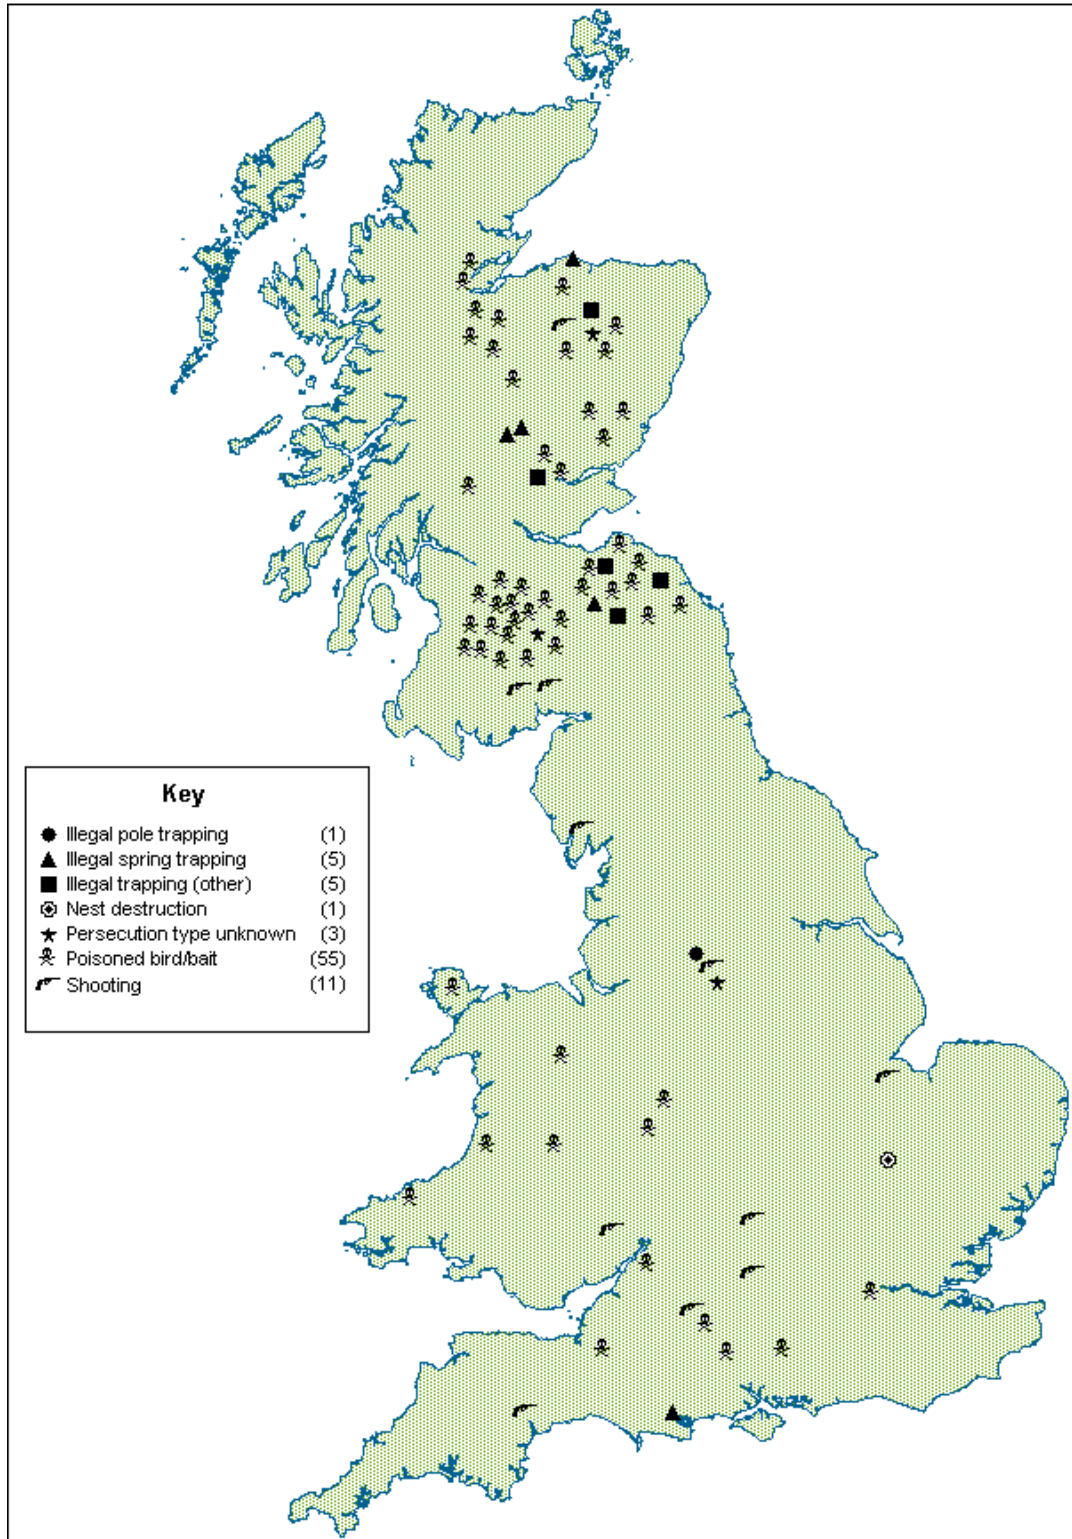 Key
Illegal pole trapping (1)
Illegal spring trapping (5)
Illegal trapping (other) (5)
Nest destruction (1)
Persecution type unknown (3)
Poisoned bird/bait (55)
Shooting (11)